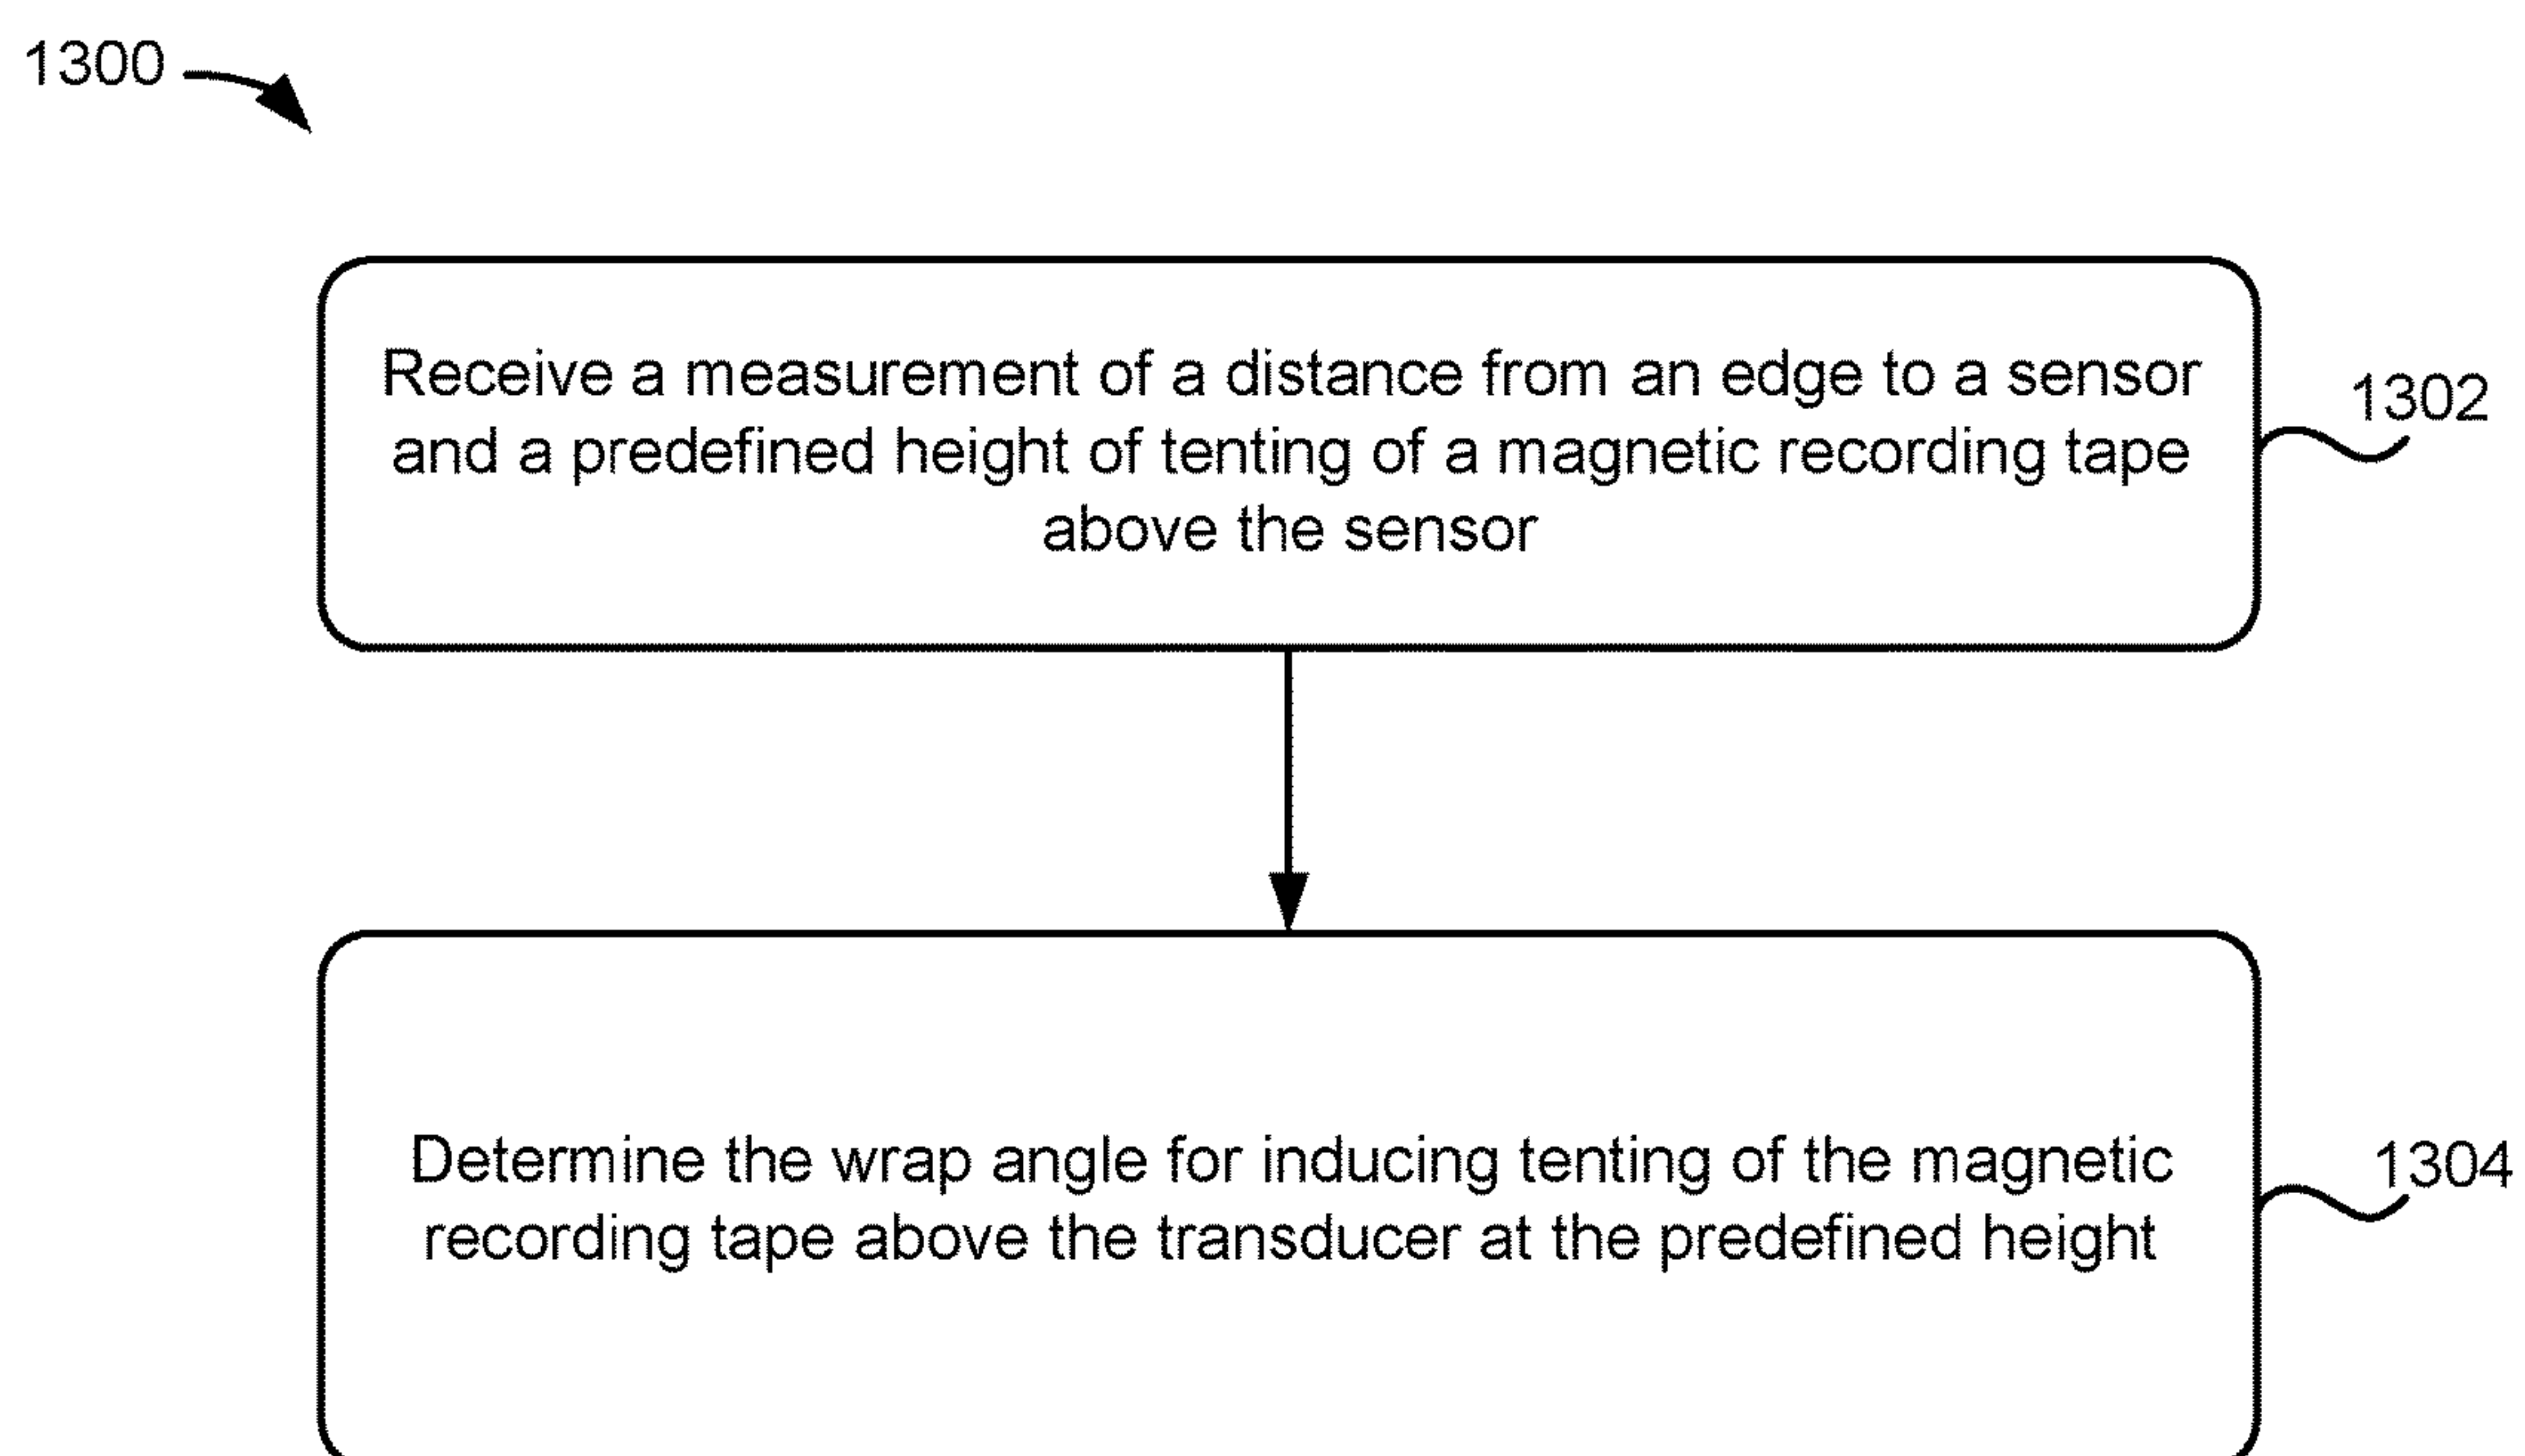 1300
Receive a measurement of a distance from an edge to a sensor
and a predefined height of tenting of a magnetic recording tape
above the sensor
1302
Determine the wrap angle for inducing tenting of the magnetic
recording tape above the transducer at the predefined height
1304